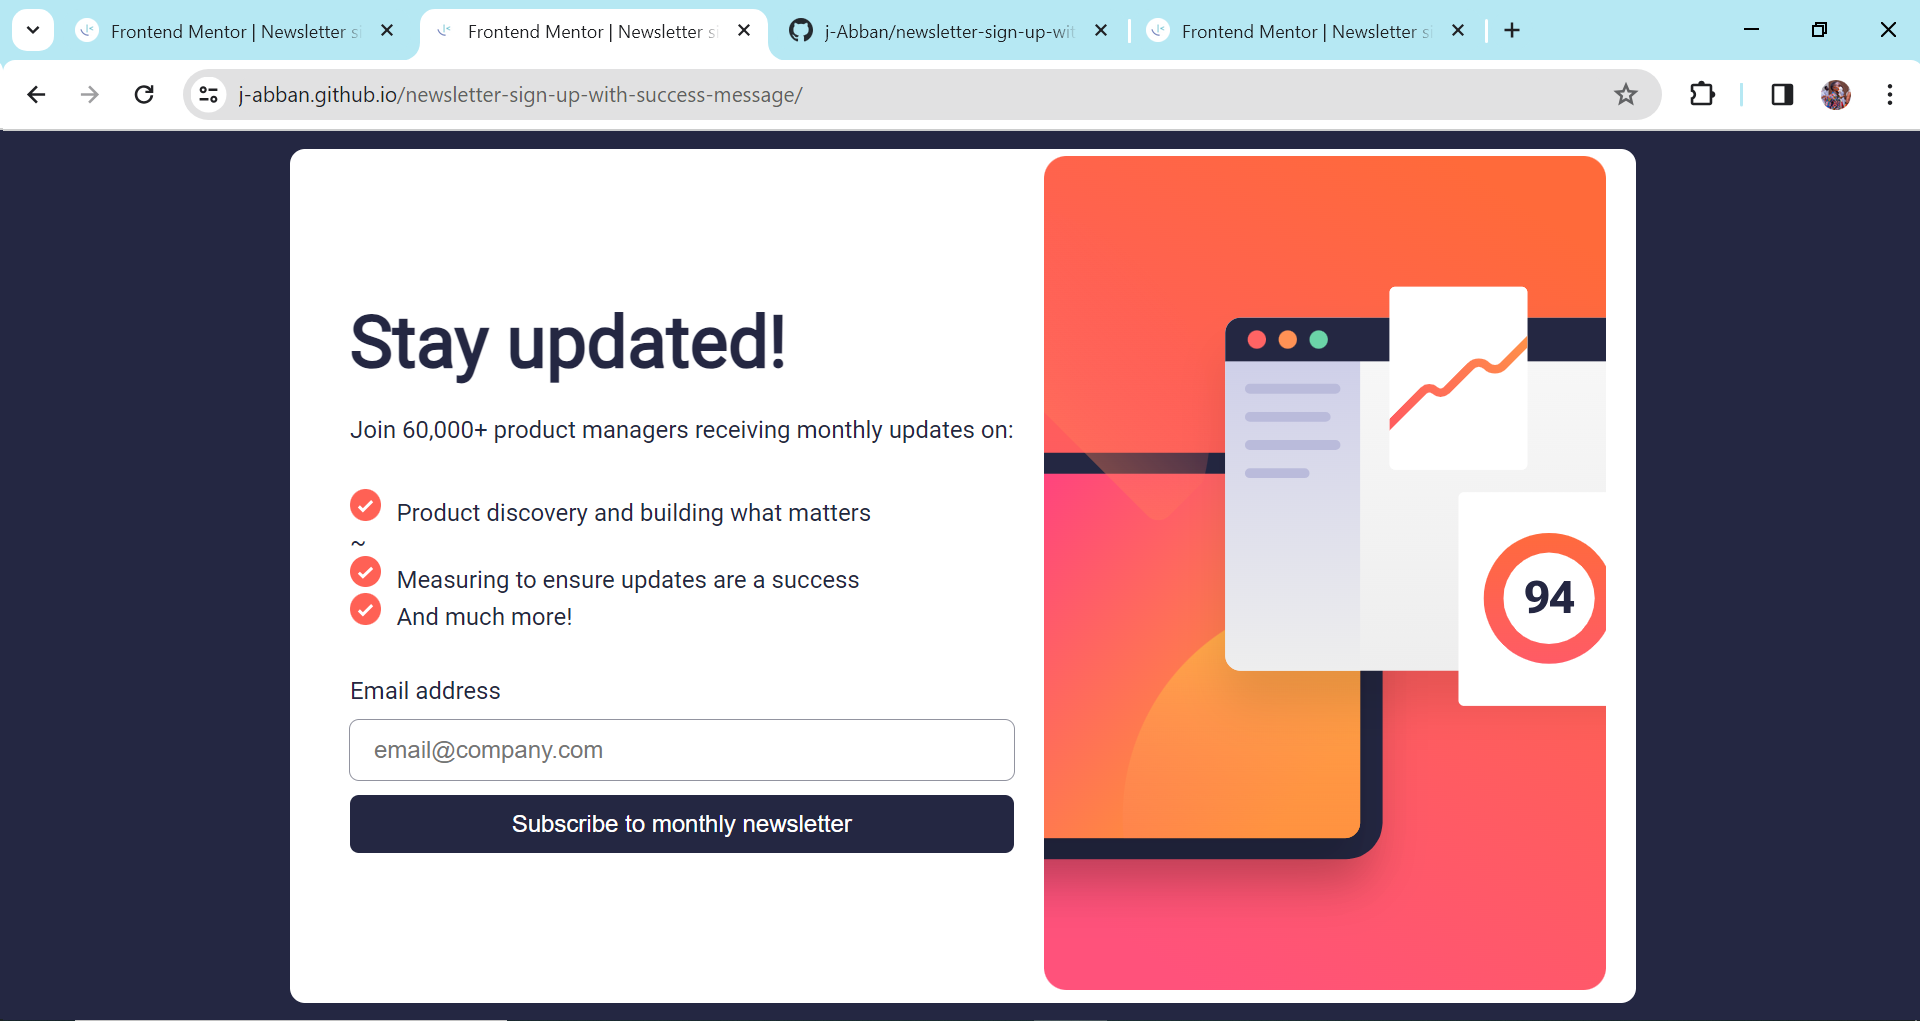 Frontend Mentor | Newsletter si
Frontend Mentor | Newsletter si
j-Abban/newsletter-sign-up-wit
Frontend Mentor | Newsletter si
j-abban.github.io/newsletter-sign-up-with-success-message/
Stay updated!
Join 60,000+ product managers receiving monthly updates on:
Product discovery and building what matters
~
Measuring to ensure updates are a success
And much more!
Email address
email@company.com
Subscribe to monthly newsletter
94